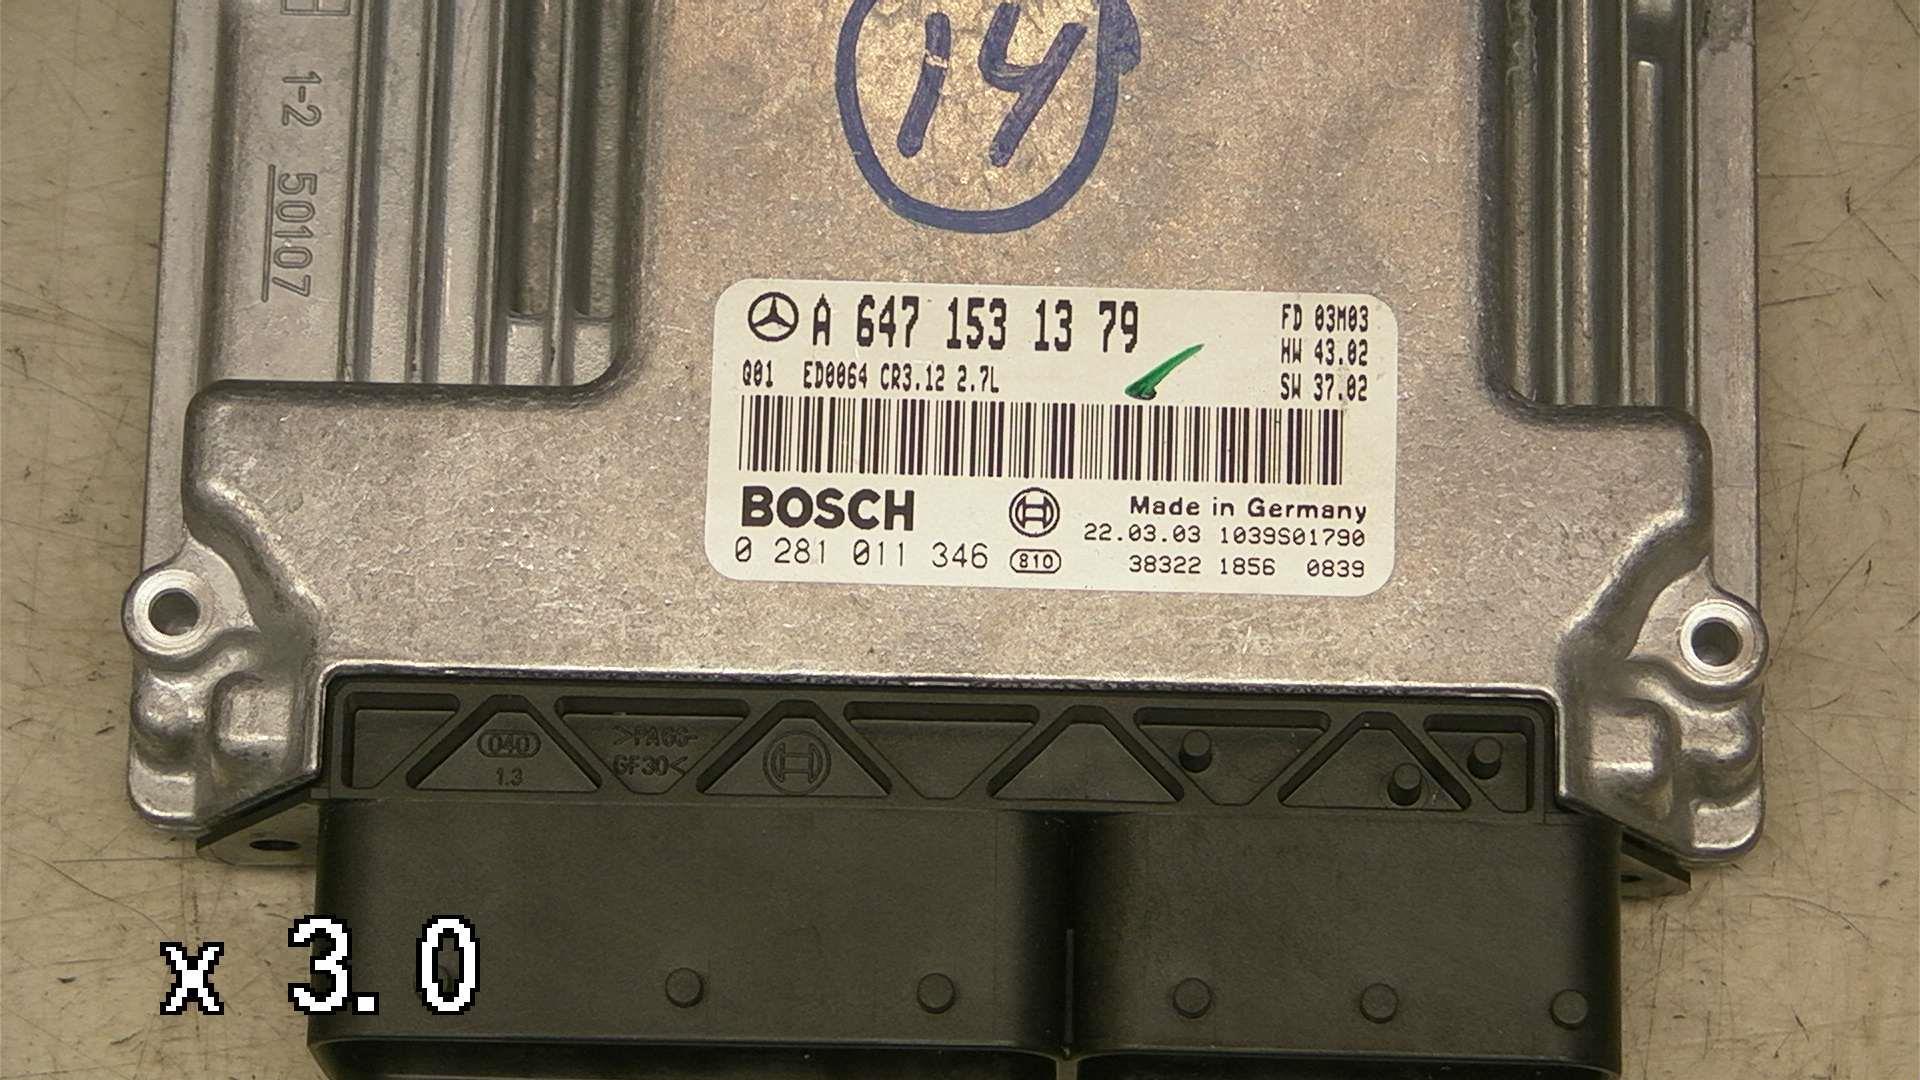 14
1-2
50107
A 647 153 13 79
FD 03M03
HW 43.02
SW 37.02
Q01 ED0064 CR3.12 2.7L
BOSCH
Made in Germany
22.03.03 1039S01790
0 281 011 346 810
38322 1856 0839
040
1.3
>PA66-
GF30<
x 3.0